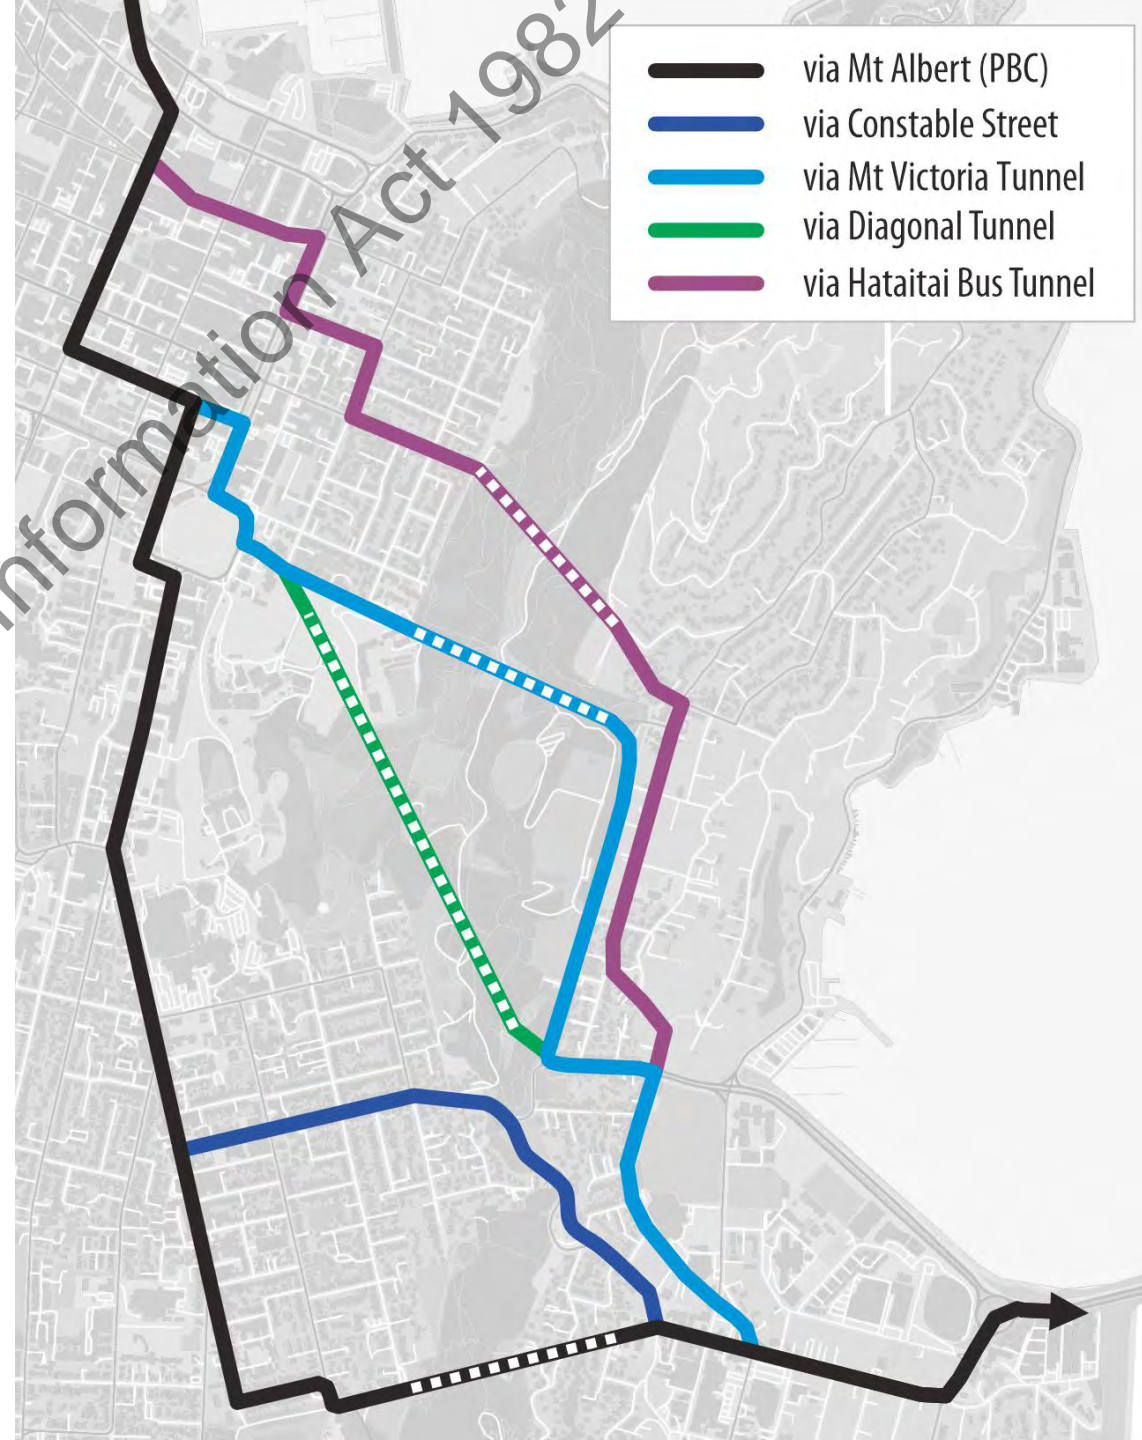 via Mt Albert (PBC)
via Constable Street
via Mt Victoria Tunnel
via Diagonal Tunnel
via Hataitai Bus Tunnel
Information Act 1982